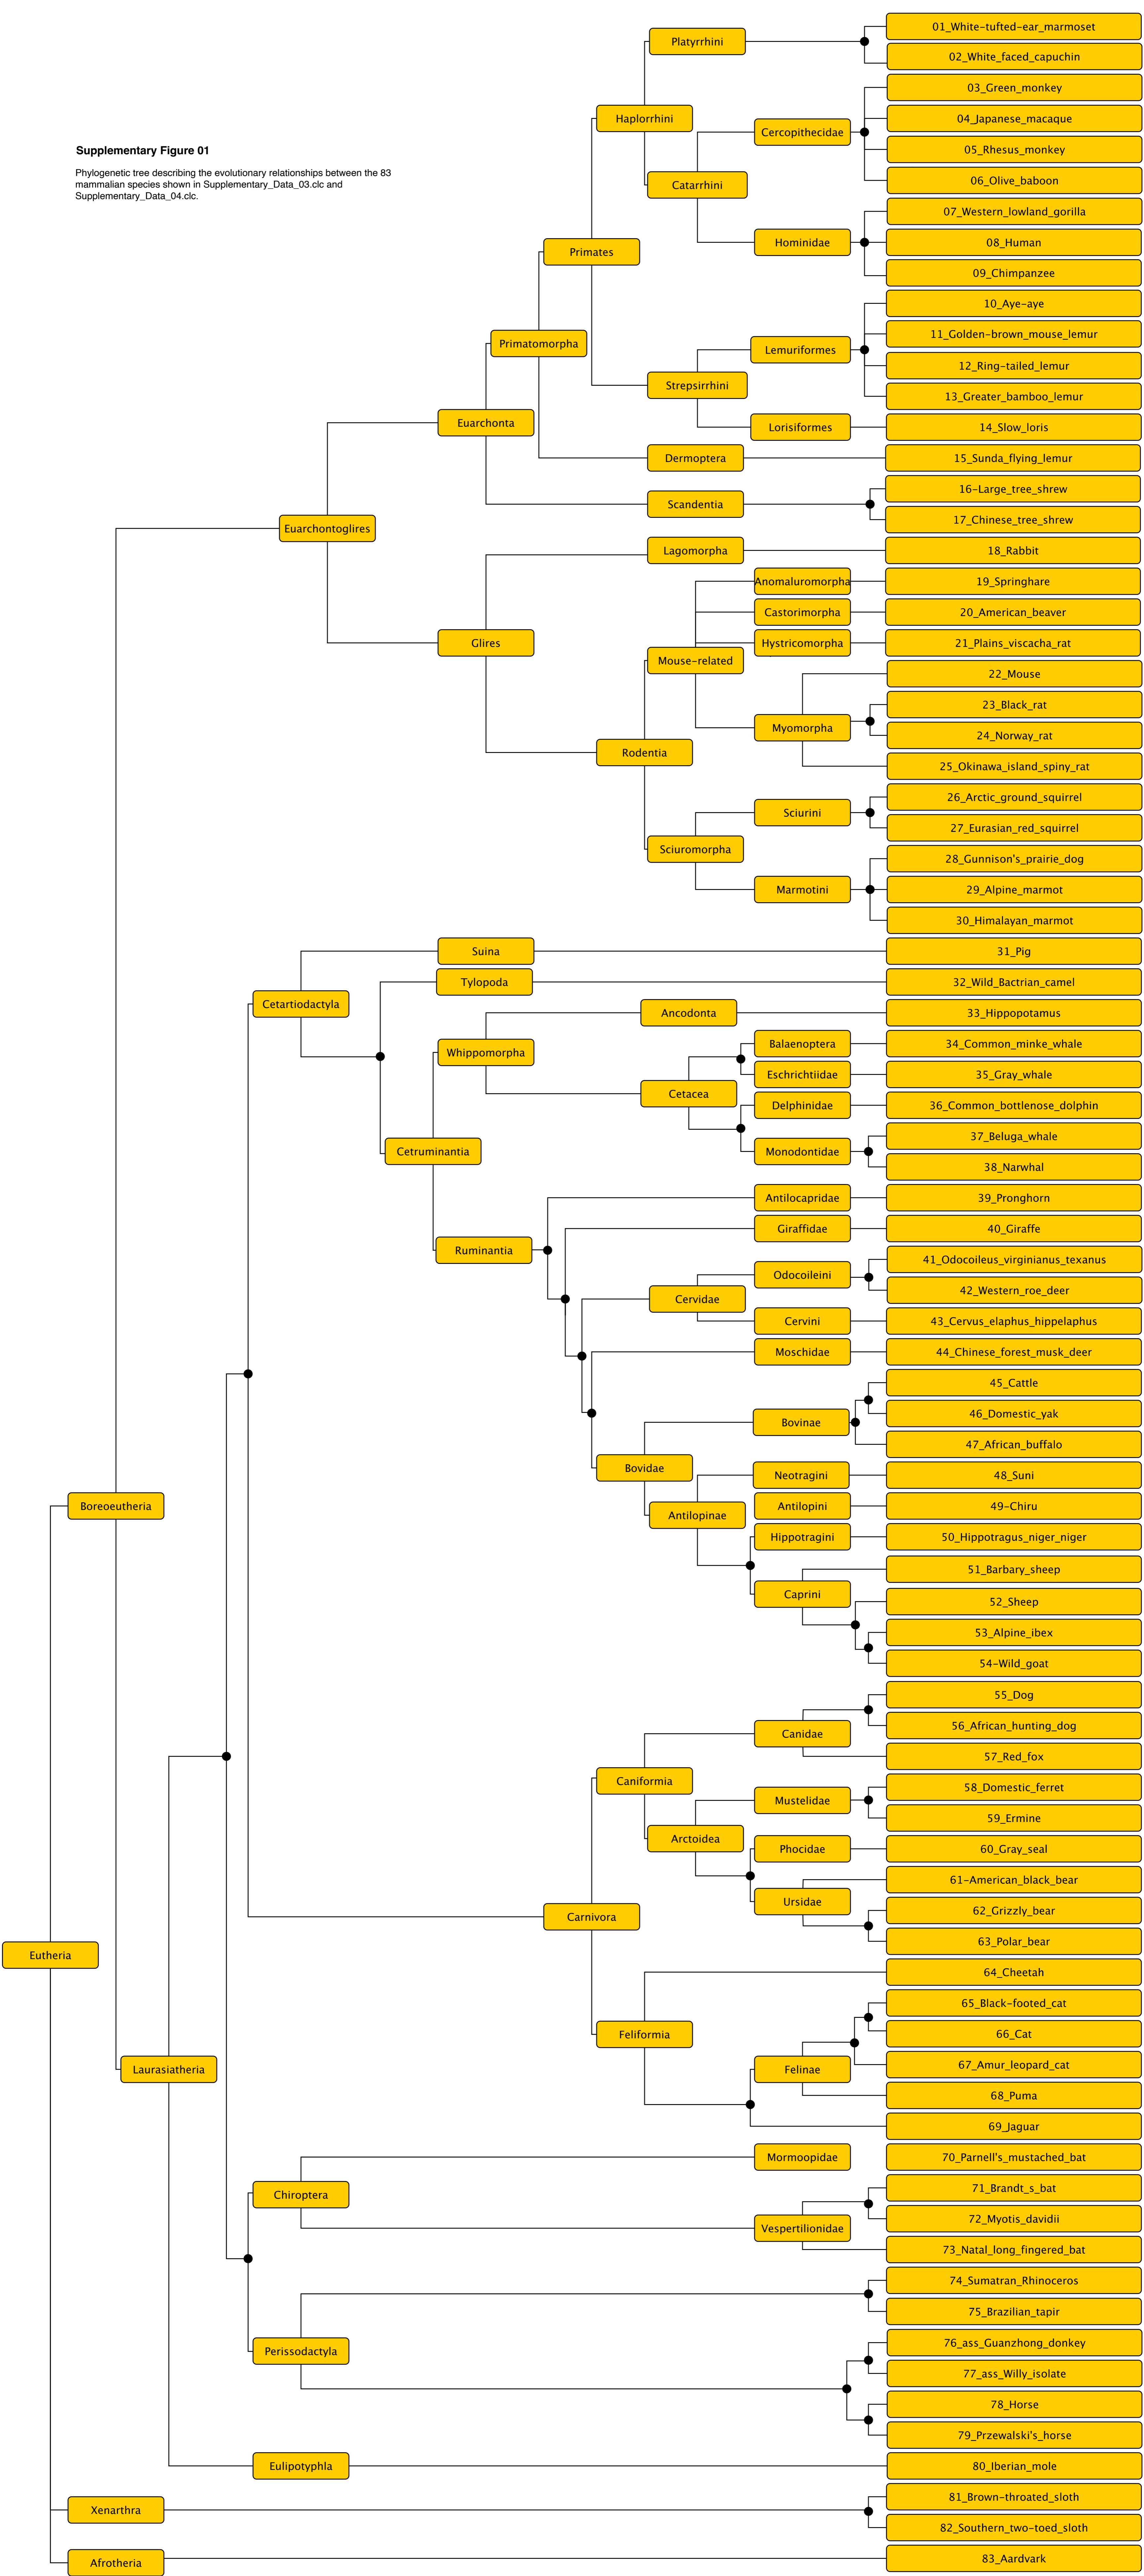 Supplementary Figure 01
Phylogenetic tree describing the evolutionary relationships between the 83
mammalian species shown in Supplementary_Data_03.clc and
Supplementary_Data_04.clc.
01_White-tufted-ear_marmoset
Platyrrhini
02_White_faced_capuchin
03_Green_monkey
Haplorrhini
04_Japanese_macaque
Cercopithecidae
05_Rhesus_monkey
Catarrhini
06_Olive_baboon
07_Western_lowland_gorilla
Hominidae
08_Human
Primates
09_Chimpanzee
10_Aye-aye
11_Golden-brown_mouse_lemur
Primatomorpha
Lemuriformes
12_Ring-tailed_lemur
Strepsirrhini
13_Greater_bamboo_lemur
Euarchonta
Lorisiformes
14_Slow_loris
Dermoptera
15_Sunda_flying_lemur
16-Large_tree_shrew
Scandentia
17_Chinese_tree_shrew
Euarchontoglires
Lagomorpha
18_Rabbit
Anomaluromorpha
19_Springhare
Castorimorpha
20_American_beaver
Glires
Hystricomorpha
21_Plains_viscacha_rat
Mouse-related
22_Mouse
23_Black_rat
Myomorpha
24_Norway_rat
Rodentia
25_Okinawa_island_spiny_rat
26_Arctic_ground_squirrel
Sciurini
27_Eurasian_red_squirrel
Sciuromorpha
28_Gunnison's_prairie_dog
Marmotini
29_Alpine_marmot
30_Himalayan_marmot
Suina
31_Pig
Tylopoda
32_Wild_Bactrian_camel
Cetartiodactyla
Ancodonta
33_Hippopotamus
Whippomorpha
Balaenoptera
34_Common_minke_whale
Eschrichtiidae
35_Gray_whale
Cetacea
Delphinidae
36_Common_bottlenose_dolphin
37_Beluga_whale
Cetruminantia
Monodontidae
38_Narwhal
Antilocapridae
39_Pronghorn
Giraffidae
40_Giraffe
Ruminantia
41_Odocoileus_virginianus_texanus
Odocoileini
42_Western_roe_deer
Cervidae
Cervini
43_Cervus_elaphus_hippelaphus
Moschidae
44_Chinese_forest_musk_deer
45_Cattle
46_Domestic_yak
Bovinae
47_African_buffalo
Bovidae
Neotragini
48_Suni
Boreoeutheria
Antilopini
49-Chiru
Antilopinae
Hippotragini
50_Hippotragus_niger_niger
51_Barbary_sheep
Caprini
52_Sheep
53_Alpine_ibex
54-Wild_goat
55_Dog
56_African_hunting_dog
Canidae
57_Red_fox
Caniformia
58_Domestic_ferret
Mustelidae
59_Ermine
Arctoidea
Phocidae
60_Gray_seal
61-American_black_bear
Ursidae
62_Grizzly_bear
Carnivora
63_Polar_bear
Eutheria
64_Cheetah
65_Black-footed_cat
Feliformia
66_Cat
67_Amur_leopard_cat
Laurasiatheria
Felinae
68_Puma
69_Jaguar
Mormoopidae
70_Parnell's_mustached_bat
71_Brandt_s_bat
Chiroptera
72_Myotis_davidii
Vespertilionidae
73_Natal_long_fingered_bat
74_Sumatran_Rhinoceros
75_Brazilian_tapir
76_ass_Guanzhong_donkey
Perissodactyla
77_ass_Willy_isolate
78_Horse
79_Przewalski's_horse
Eulipotyphla
80_Iberian_mole
81_Brown-throated_sloth
Xenarthra
82_Southern_two-toed_sloth
Afrotheria
83_Aardvark